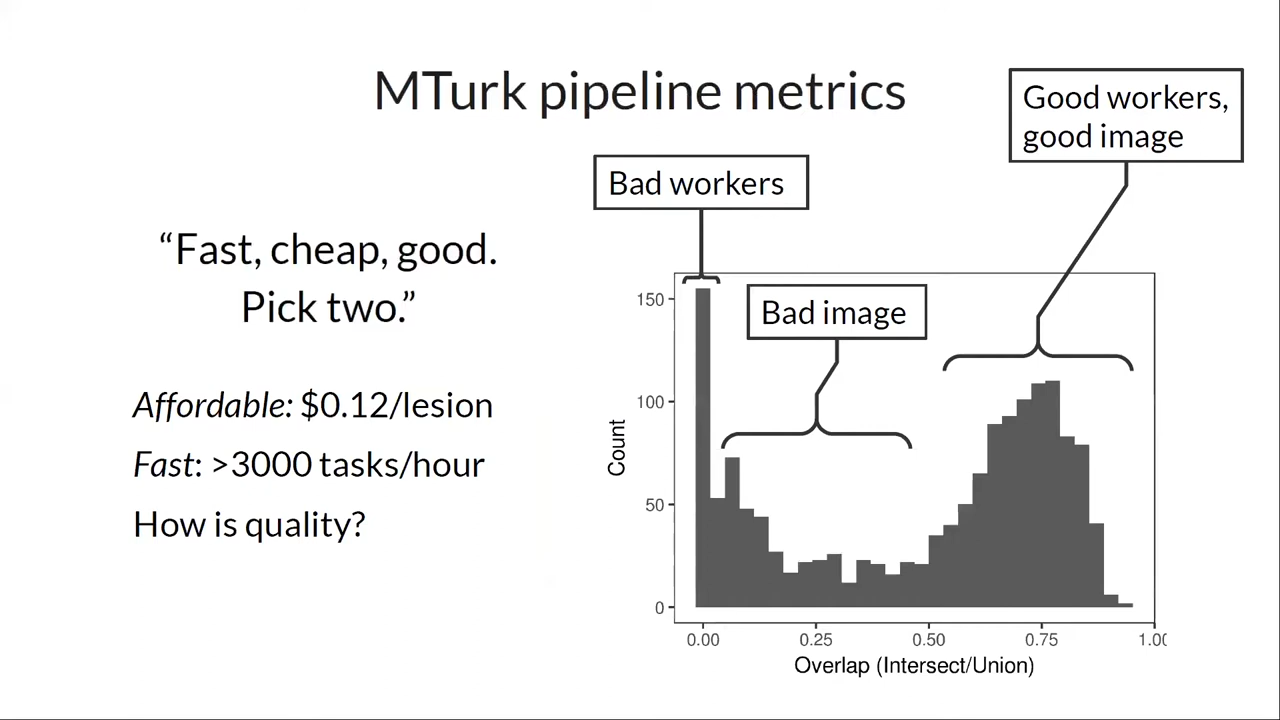 MTurk pipeline metrics
Good workers,
good image
Bad workers
“Fast, cheap, good.
Pick two.”
Bad image
Affordable: $0.12/lesion
Fast: >3000 tasks/hour
How is quality?
Count
150
100
50
0
0.00 0.25 0.50 0.75 1.00
Overlap (Intersect/Union)